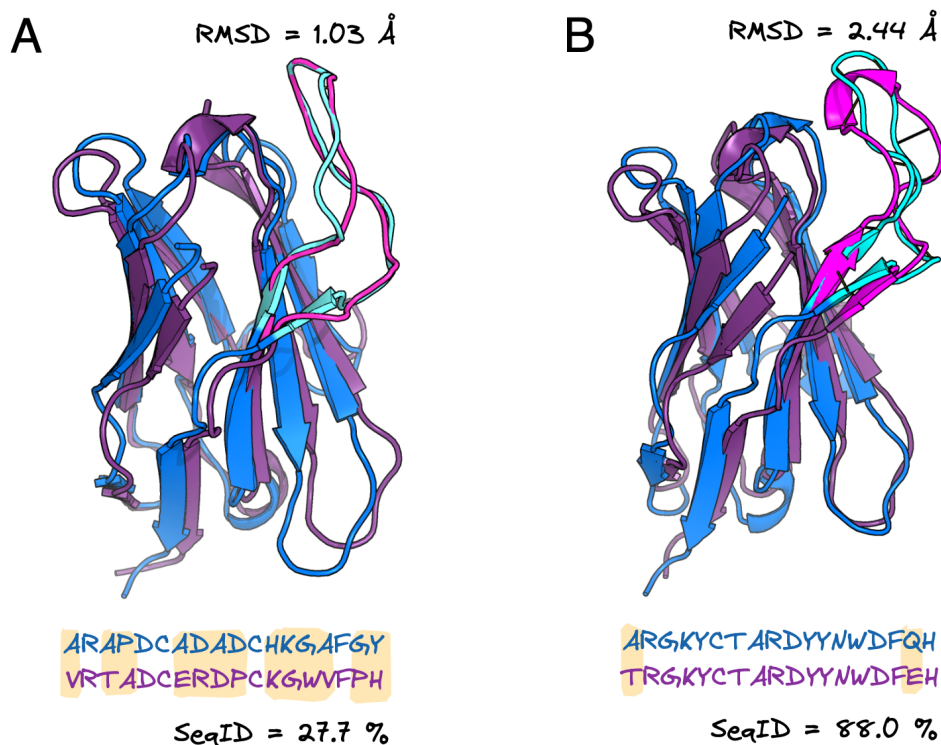 A
RMSD = 1.03 Å
ARAPDCADADCHKGAFGY
VRTADCERDPCKGWVFPH
SeqID = 27.7 %
B
RMSD = 2.44 Å
ARGKYCTARDYYNWDFQH
TRGKYCTARDYYNWDFEH
SeqID = 88.0 %